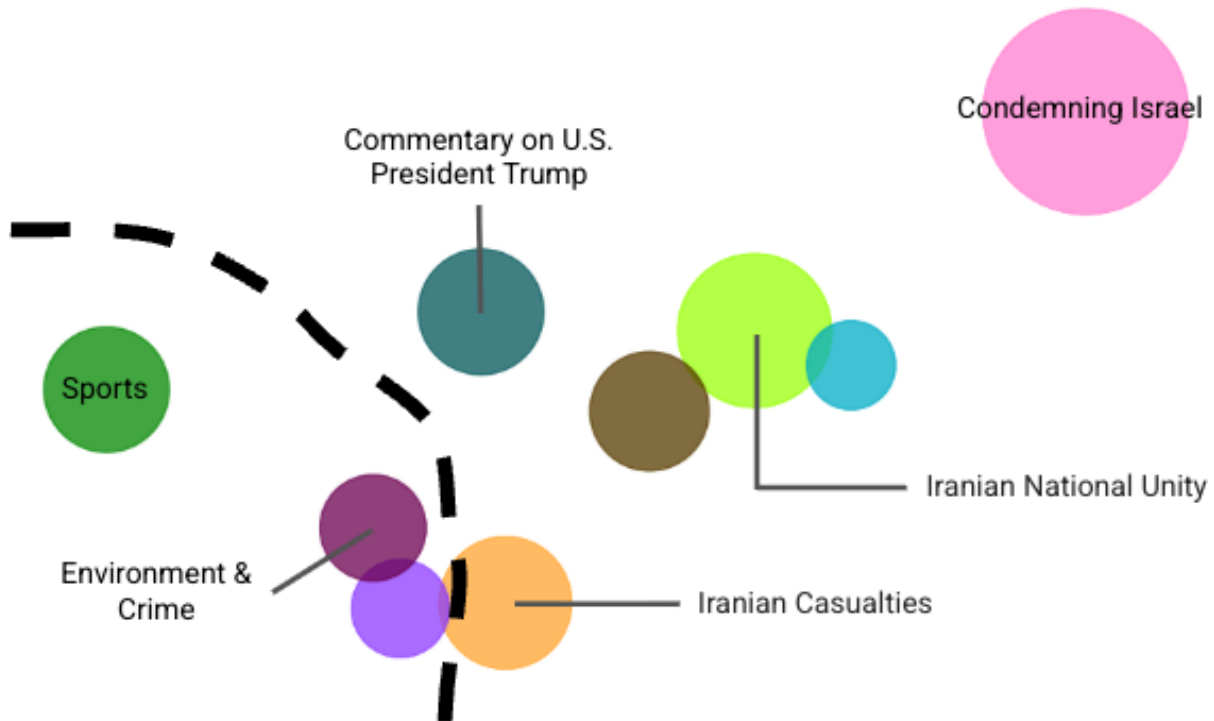 Condemning Israel
Commentary on U.S.
President Trump
Sports
Iranian National Unity
Environment &
Crime
Iranian Casualties